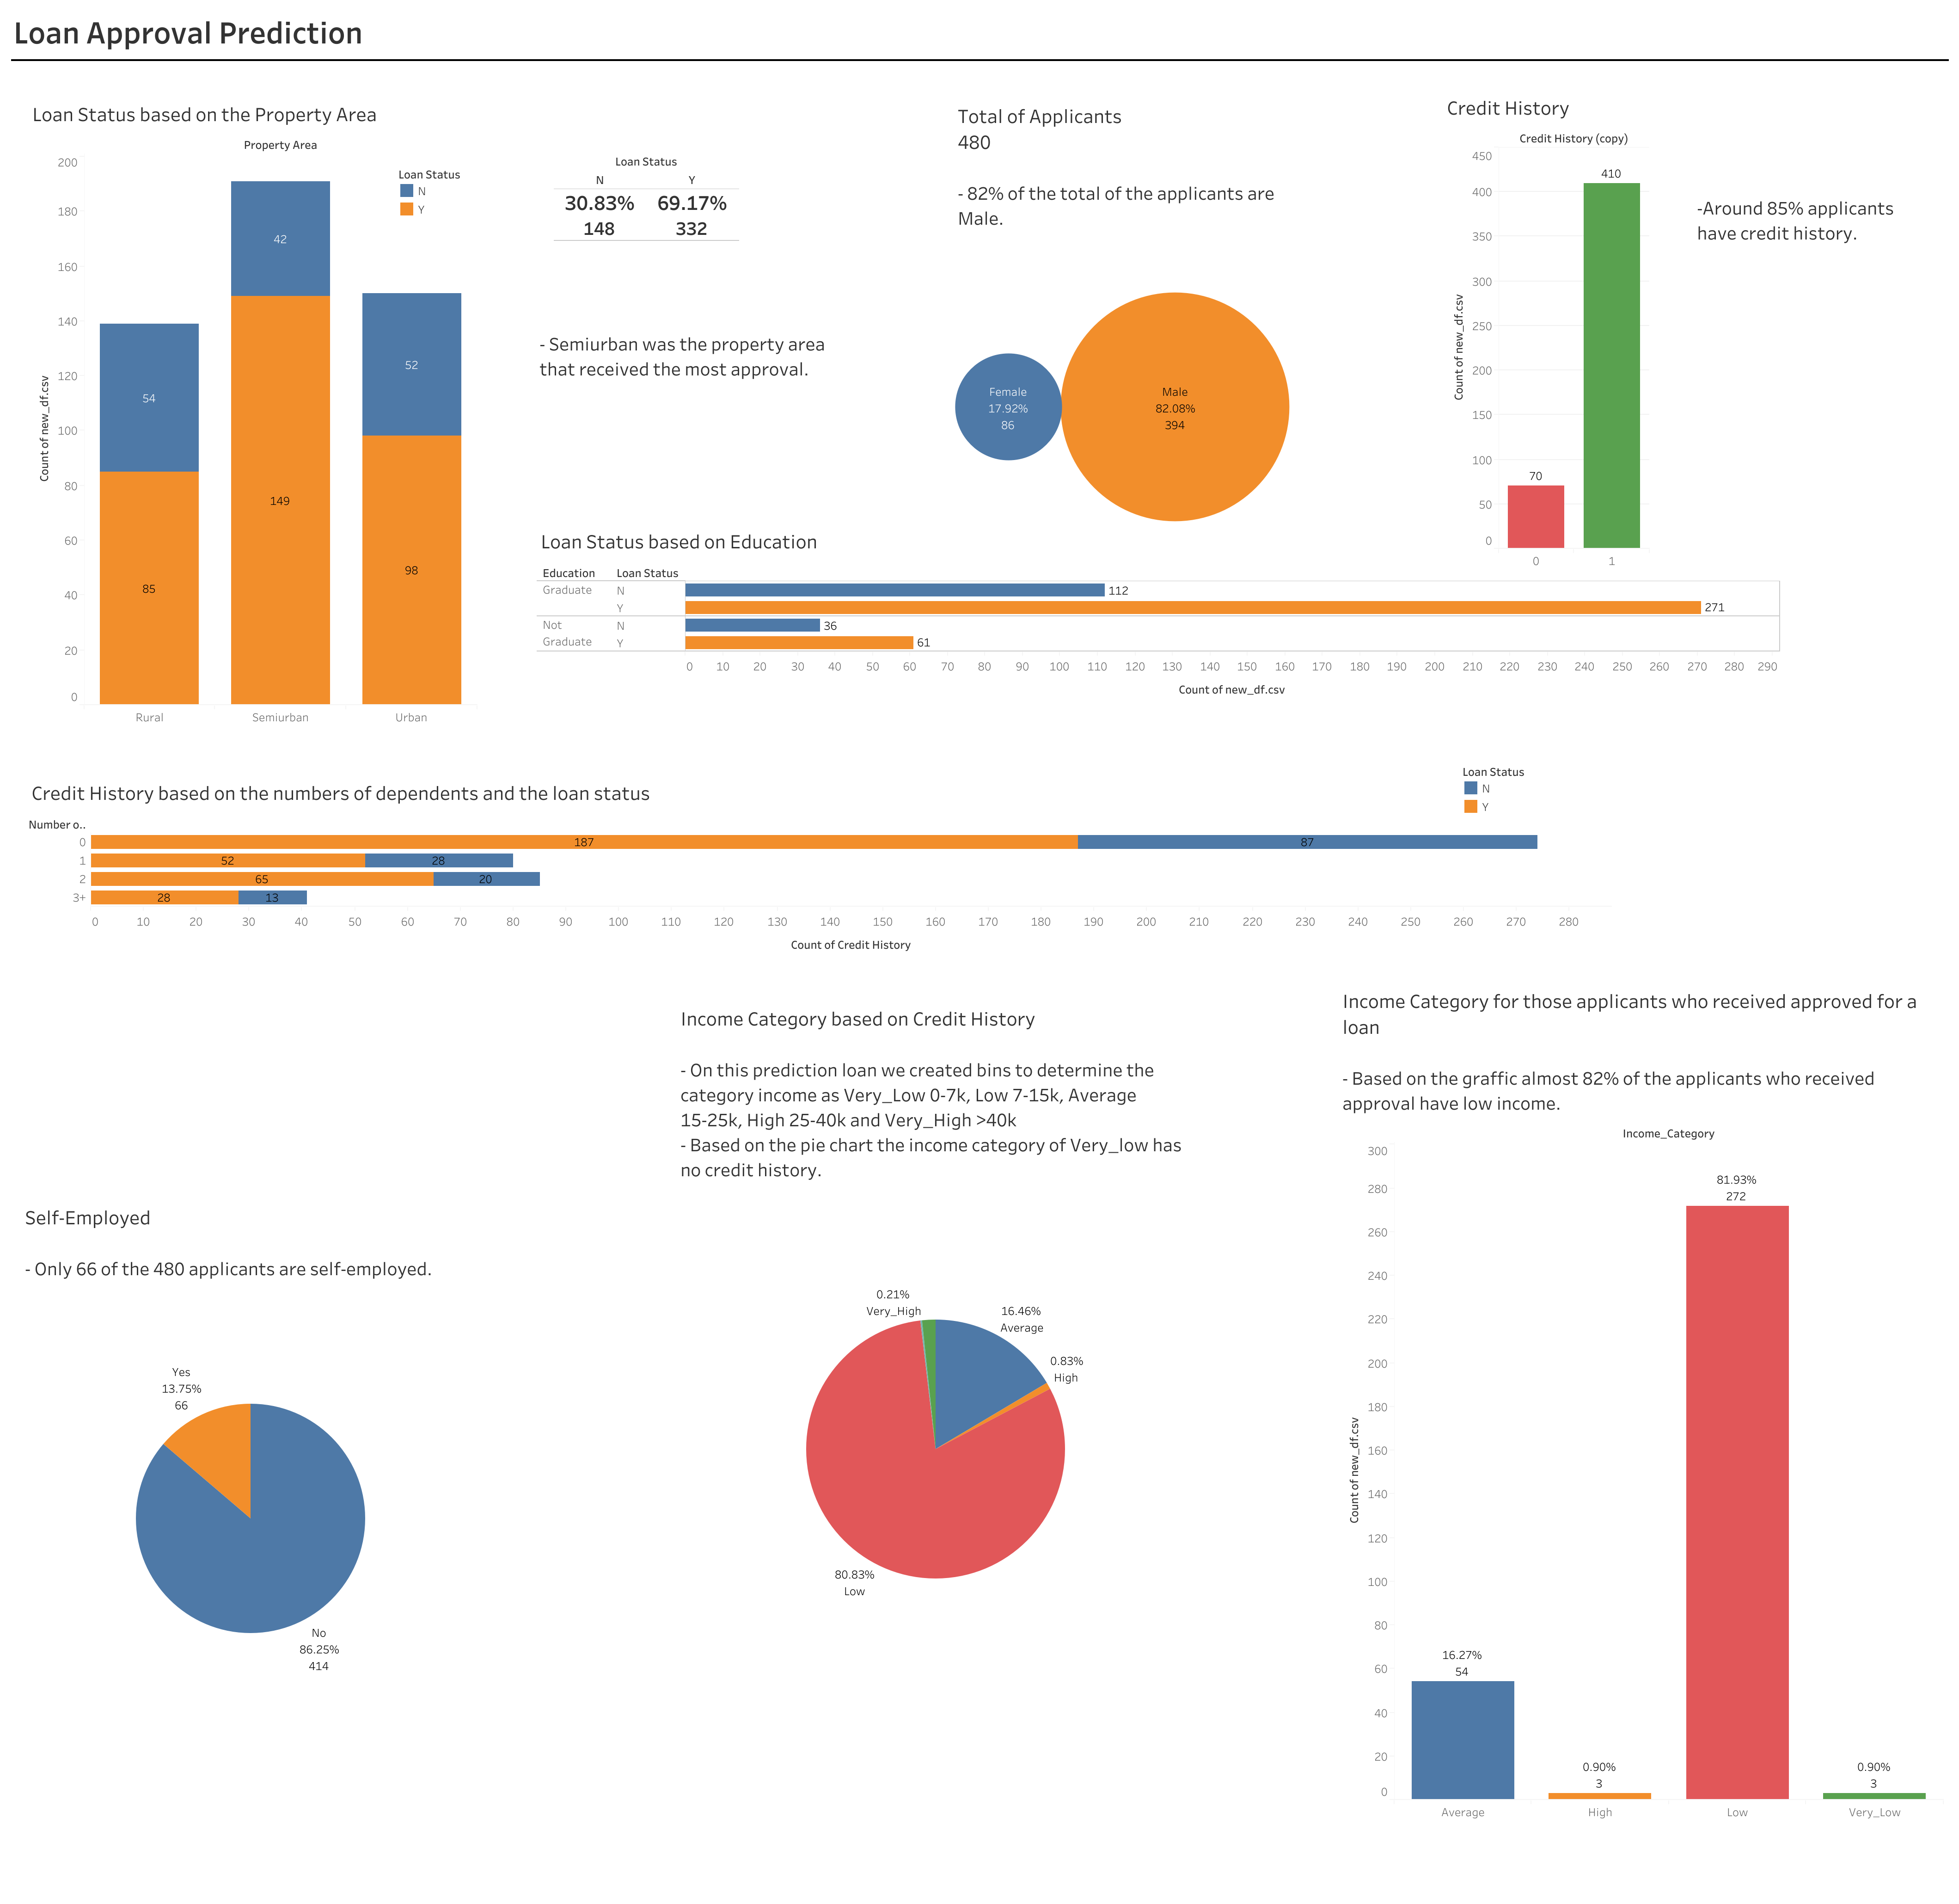 Loan Approval Prediction
Loan Status based on the Property Area
Property Area
200
180
160
140
120
100
80
60
40
20
0
Count of new_df.csv
Loan Status
N
Y
54
85
42
149
52
98
Rural
Semiurban
Urban
Loan Status
N Y
30.83% 69.17%
148 332
- Semiurban was the property area
that received the most approval.
Total of Applicants
480
- 82% of the total of the applicants are
Male.
Female
17.92%
86
Male
82.08%
394
Credit History
Credit History (copy)
450
400
350
300
250
200
150
100
50
0
Count of new_df.csv
70
410
0 1
-Around 85% applicants
have credit history.
Loan Status based on Education
Education Loan Status
Graduate N 112
Y 271
Not N 36
Graduate Y 61
0 10 20 30 40 50 60 70 80 90 100 110 120 130 140 150 160 170 180 190 200 210 220 230 240 250 260 270 280 290
Count of new_df.csv
Credit History based on the numbers of dependents and the loan status
Loan Status
N
Y
Number o..
0 187 87
1 52 28
2 65 20
3+ 28 13
0 10 20 30 40 50 60 70 80 90 100 110 120 130 140 150 160 170 180 190 200 210 220 230 240 250 260 270 280
Count of Credit History
Self-Employed
- Only 66 of the 480 applicants are self-employed.
Yes
13.75%
66
No
86.25%
414
Income Category based on Credit History
- On this prediction loan we created bins to determine the
category income as Very_Low 0-7k, Low 7-15k, Average
15-25k, High 25-40k and Very_High >40k
- Based on the pie chart the income category of Very_low has
no credit history.
0.21%
Very_High
16.46%
Average
0.83%
High
80.83%
Low
Income Category for those applicants who received approved for a
loan
- Based on the graffic almost 82% of the applicants who received
approval have low income.
Income_Category
300
280
260
240
220
200
180
160
140
120
100
80
60
40
20
0
Count of new_df.csv
16.27%
54
0.90%
3
81.93%
272
0.90%
3
Average
High
Low
Very_Low